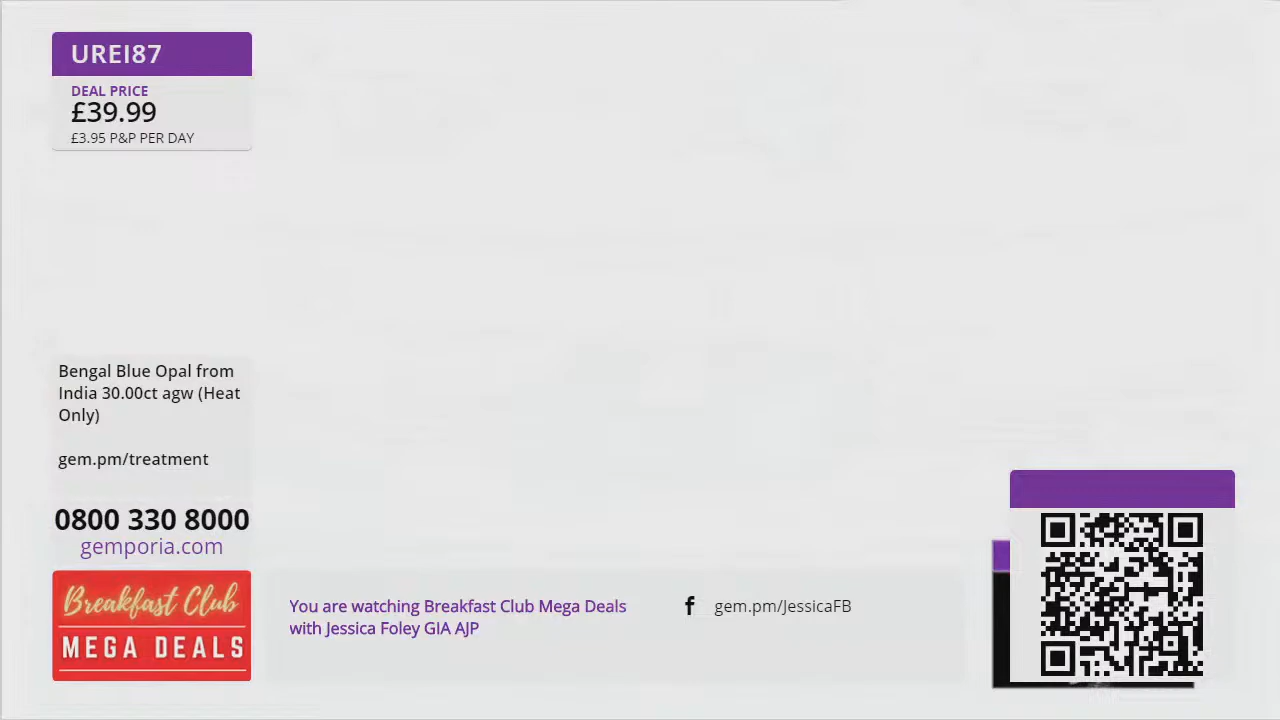 UREI87
DEAL PRICE
£39.99
£3.95 P&P PER DAY
Bengal Blue Opal from
India 30.00ct agw (Heat
Only)
gem.pm/treatment
0800 330 8000
gemporia.com
Breakfast Club
MEGA DEALS
You are watching Breakfast Club Mega Deals
with Jessica Foley GIA AJP
gem.pm/JessicaFB